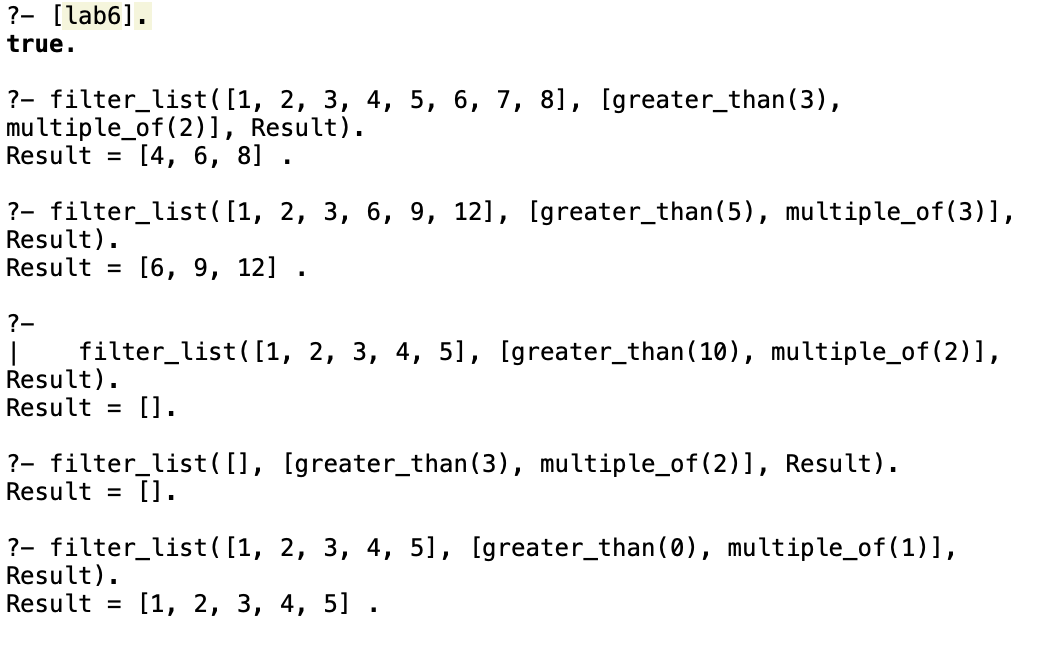 ?- [lab6].
true.
?- filter_list([1, 2, 3, 4, 5, 6, 7, 8], [greater_than(3),
multiple_of(2)], Result).
Result = [4, 6, 8] .
?- filter_list([1, 2, 3, 6, 9, 12], [greater_than(5), multiple_of(3)],
Result).
Result = [6, 9, 12] .
?-
|    filter_list([1, 2, 3, 4, 5], [greater_than(10), multiple_of(2)],
Result).
Result = [].
?- filter_list([], [greater_than(3), multiple_of(2)], Result).
Result = [].
?- filter_list([1, 2, 3, 4, 5], [greater_than(0), multiple_of(1)],
Result).
Result = [1, 2, 3, 4, 5] .